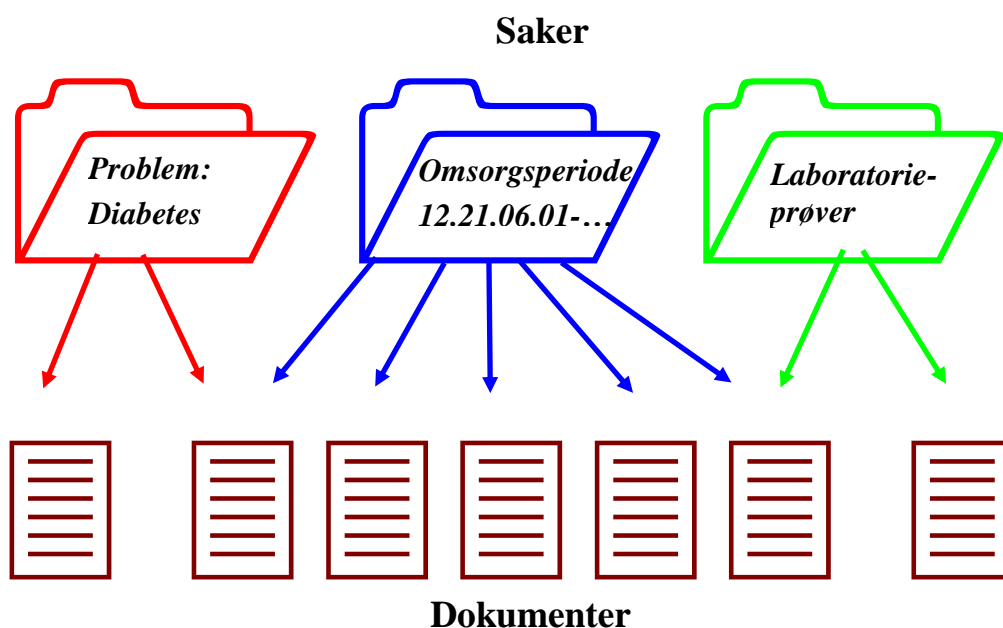 Saker
Problem:
Diabetes
Omsorgsperiode
12.21.06.01-…
Laboratorie-
prøver
Dokumenter